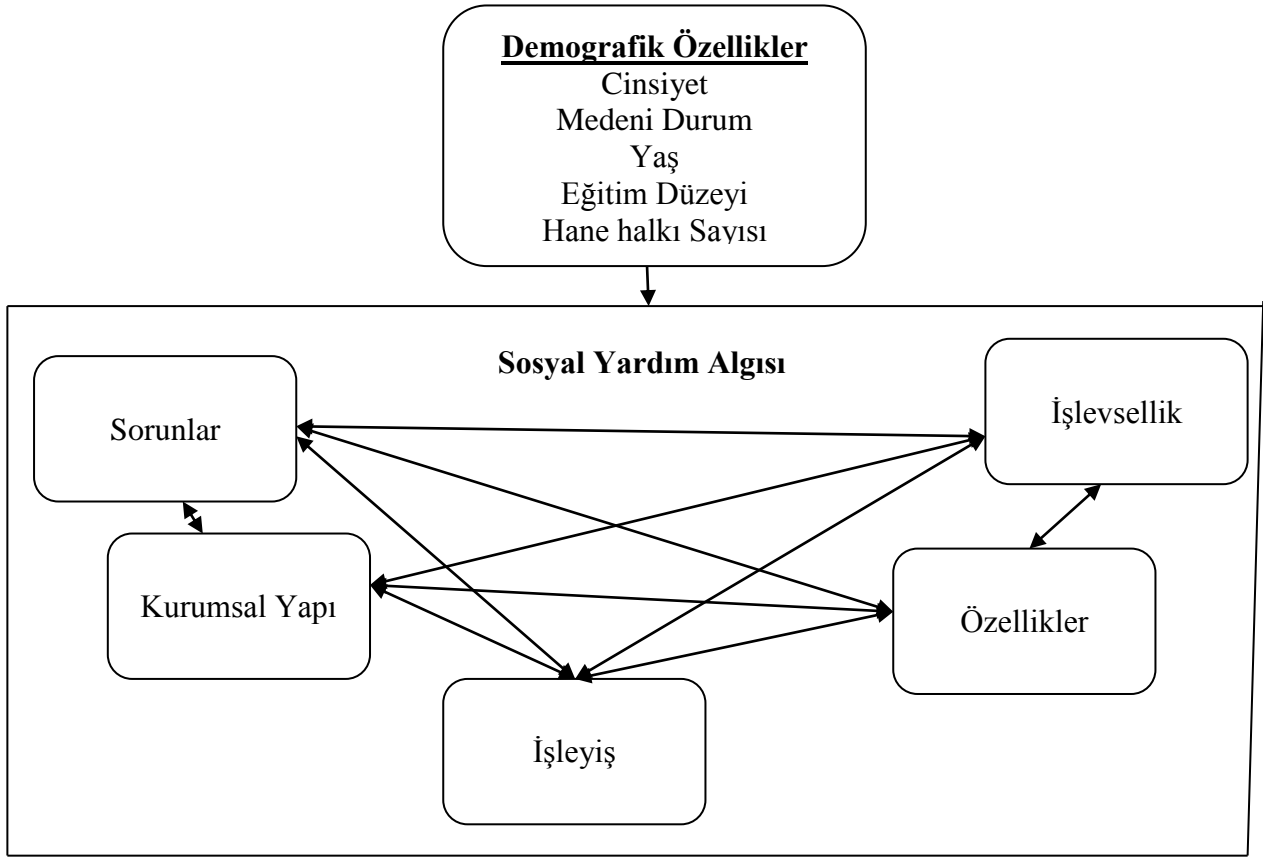 Demografik Özellikler
Cinsiyet
Medeni Durum
Yaş
Eğitim Düzeyi
Hane halkı Sayısı
Sosyal Yardım Algısı
Sorunlar
İşlevsellik
Kurumsal Yapı
Özellikler
İşleyiş